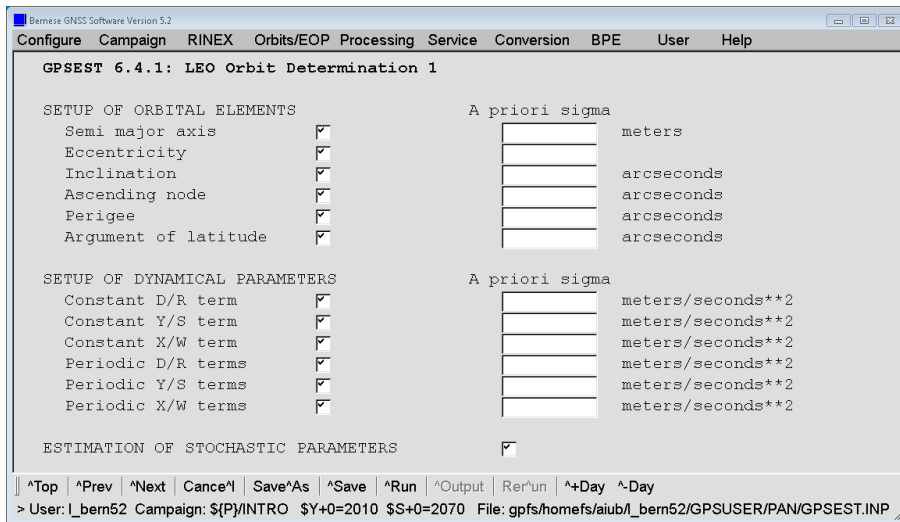 Bernese GNSS Software Version 5.2
Configure Campaign RINEX Orbits/EOP Processing Service Conversion BPE User Help
GPSEST 6.4.1: LEO Orbit Determination 1
SETUP OF ORBITAL ELEMENTS A priori sigma
Semi major axis meters
Eccentricity
Inclination arcseconds
Ascending node arcseconds
Perigee arcseconds
Argument of latitude arcseconds
SETUP OF DYNAMICAL PARAMETERS A priori sigma
Constant D/R term meters/seconds**2
Constant Y/S term meters/seconds**2
Constant X/W term meters/seconds**2
Periodic D/R terms meters/seconds**2
Periodic Y/S terms meters/seconds**2
Periodic X/W terms meters/seconds**2
ESTIMATION OF STOCHASTIC PARAMETERS
^Top | ^Prev | ^Next | Cance^l | Save^As | ^Save | ^Run | ^Output | Rer^un | ^+Day ^-Day
> User: l_bern52 Campaign: ${P}/INTRO $Y+0=2010 $S+0=2070 File: gpfs/homefs/aiub/l_bern52/GPSUSER/PAN/GPSEST.INP